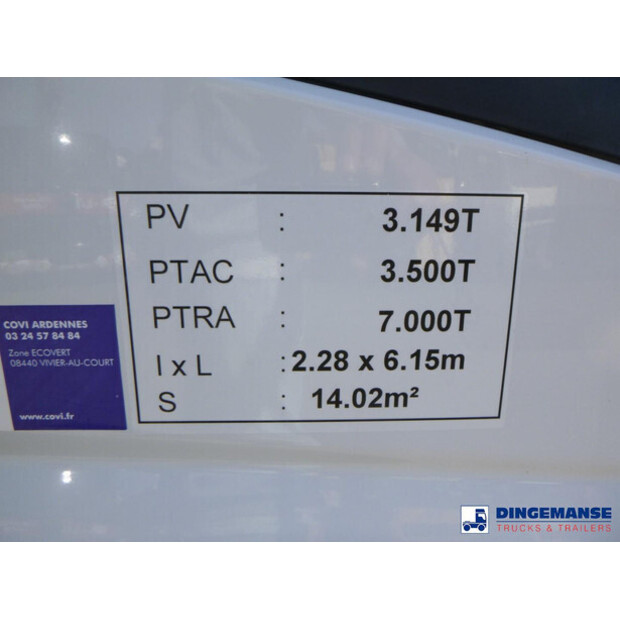 PV : 3.149T
PTAC : 3.500T
PTRA : 7.000T
l x L : 2.28 x 6.15m
S : 14.02m²
COVI ARDENNES
03 24 57 84 84
Zone ECOVERT
08440 VIVIER-AU-COURT
www.covi.fr
DINGEMANSE
TRUCKS & TRAILERS